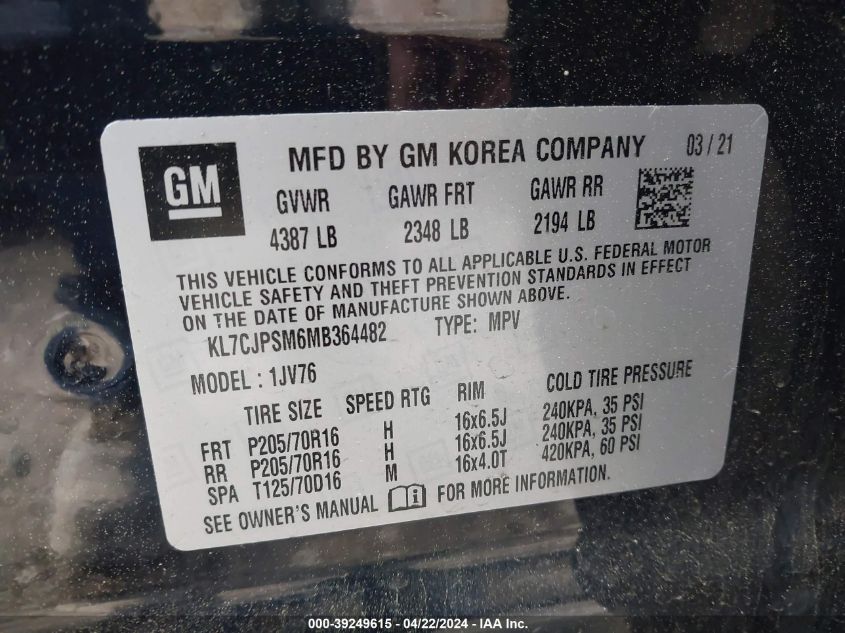 GM
MFD BY GM KOREA COMPANY 03/21
GVWR GAWR FRT GAWR RR
4387 LB 2348 LB 2194 LB
THIS VEHICLE CONFORMS TO ALL APPLICABLE U.S. FEDERAL MOTOR
VEHICLE SAFETY AND THEFT PREVENTION STANDARDS IN EFFECT
ON THE DATE OF MANUFACTURE SHOWN ABOVE.
KL7CJPSM6MB364482 TYPE: MPV
MODEL : 1JV76
TIRE SIZE SPEED RTG RIM COLD TIRE PRESSURE
FRT P205/70R16 H 16x6.5J 240KPA, 35 PSI
RR P205/70R16 H 16x6.5J 240KPA, 35 PSI
SPA T125/70D16 M 16x4.0T 420KPA, 60 PSI
SEE OWNER'S MANUAL i FOR MORE INFORMATION.
000-39249615 - 04/22/2024 - IAA Inc.